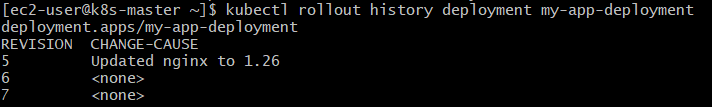 [ec2-user@k8s-master ~]$ kubectl rollout history deployment my-app-deployment
deployment.apps/my-app-deployment
REVISION  CHANGE-CAUSE
5         Updated nginx to 1.26
6         <none>
7         <none>